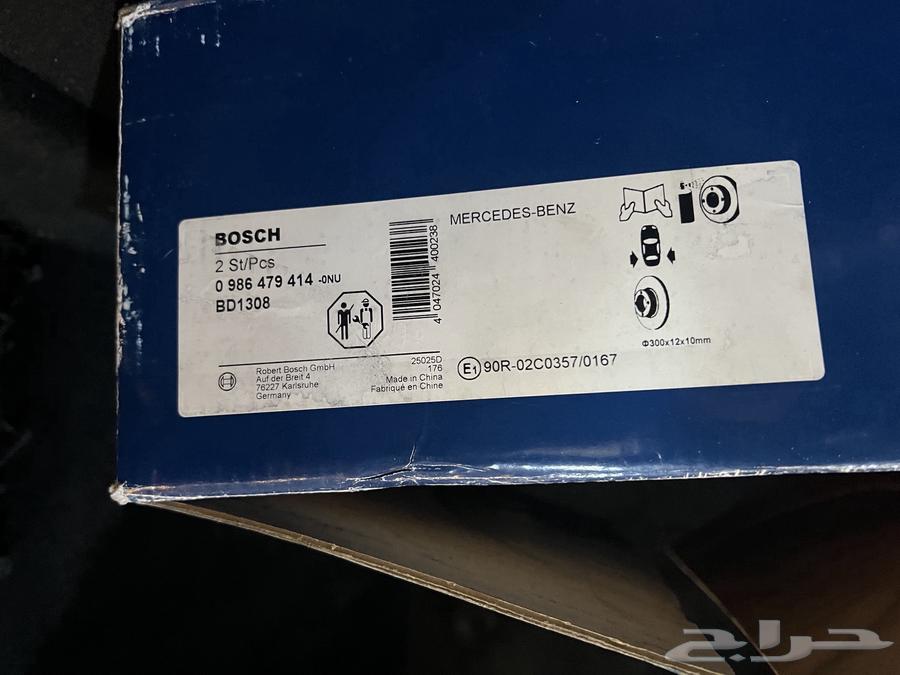 BOSCH
2 St/Pcs
0 986 479 414 -0NU
BD1308
4 047024 400238
MERCEDES-BENZ
Φ300x12x10mm
E1 90R-02C0357/0167
Robert Bosch GmbH
Auf der Breit 4
76227 Karlsruhe
Germany
25025D
176
Made in China
Fabriqué en Chine
حراج